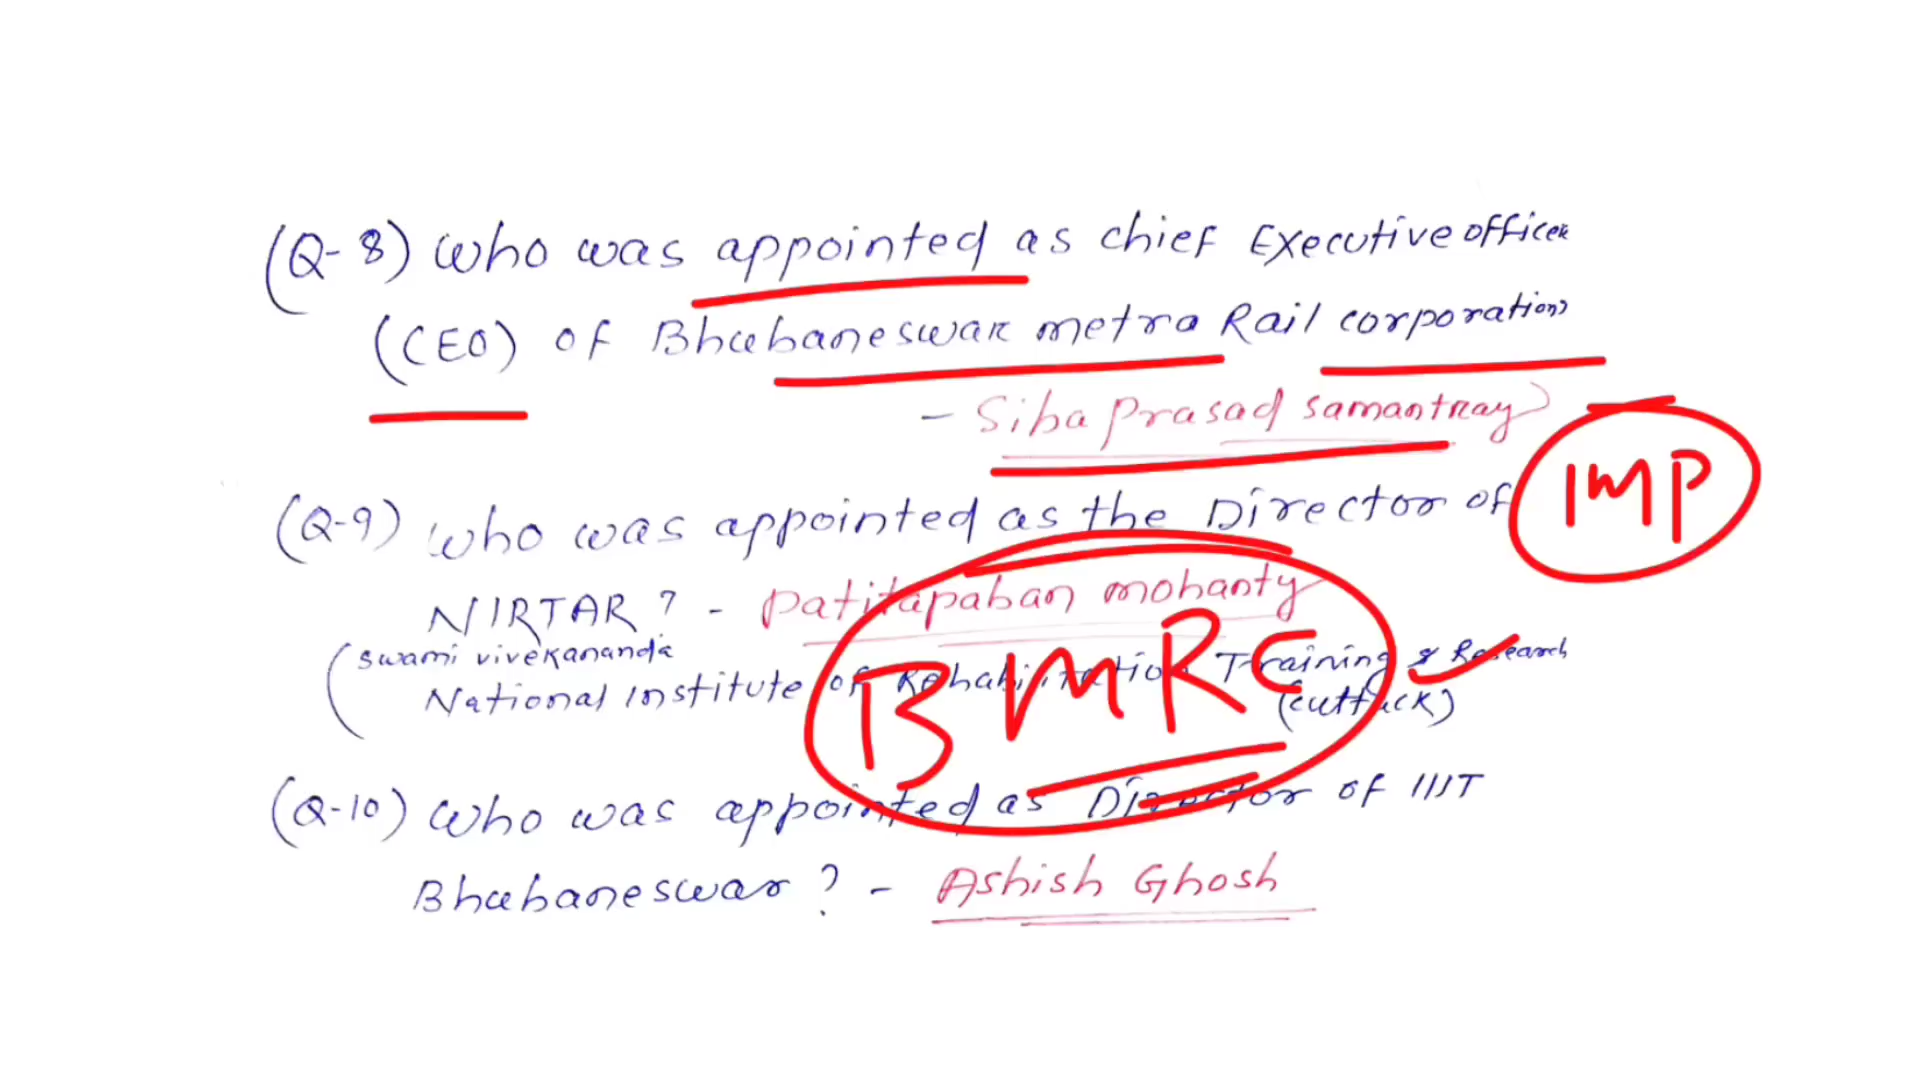 (Q-8) Who was appointed as chief Executive officer
(CEO) of Bhubaneswar metro Rail corporation
- Siba prasad samantray
IMP
(Q-9) Who was appointed as the Director of
NIRTAR ? - Patitapaban mohanty
(Swami vivekananda
National Institute of Rehabilitation Training & Research
(cuttack)
BMRC
(Q-10) Who was appointed as Director of IIIT
Bhubaneswar ? - Ashish Ghosh